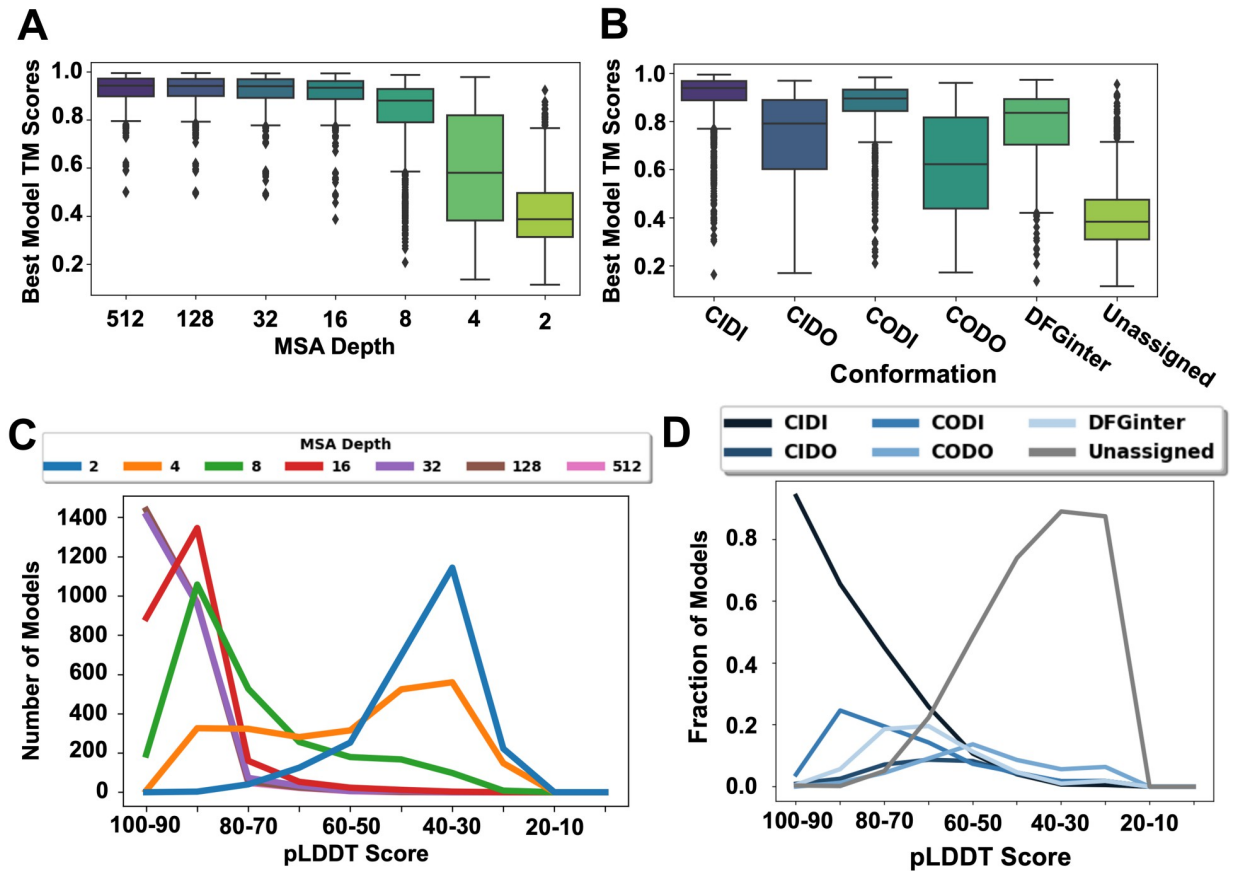 A
Best Model TM Scores
1.0
0.8
0.6
0.4
0.2
512 128 32 16 8 4 2
MSA Depth
B
Best Model TM Scores
1.0
0.8
0.6
0.4
0.2
CIDI CIDO CODI CODO DFGinter Unassigned
Conformation
C
MSA Depth
2 4 8 16 32 128 512
Number of Models
1400
1200
1000
800
600
400
200
0
100-90 80-70 60-50 40-30 20-10
pLDDT Score
D
CIDI CODI DFGinter
CIDO CODO Unassigned
Fraction of Models
0.8
0.6
0.4
0.2
0.0
100-90 80-70 60-50 40-30 20-10
pLDDT Score